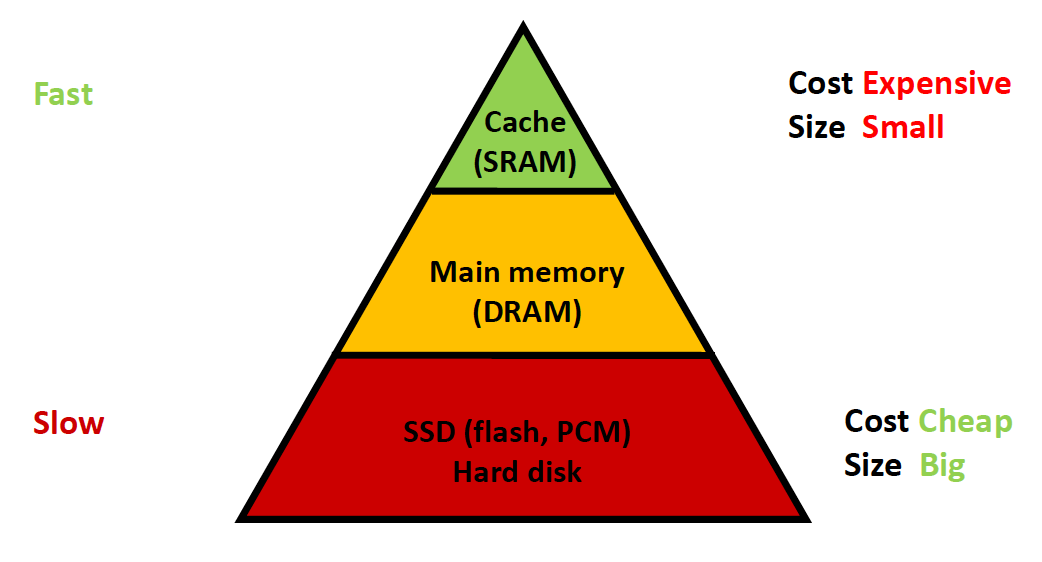 Fast
Cost Expensive
Size Small
Cache
(SRAM)
Main memory
(DRAM)
Slow
SSD (flash, PCM)
Hard disk
Cost Cheap
Size Big